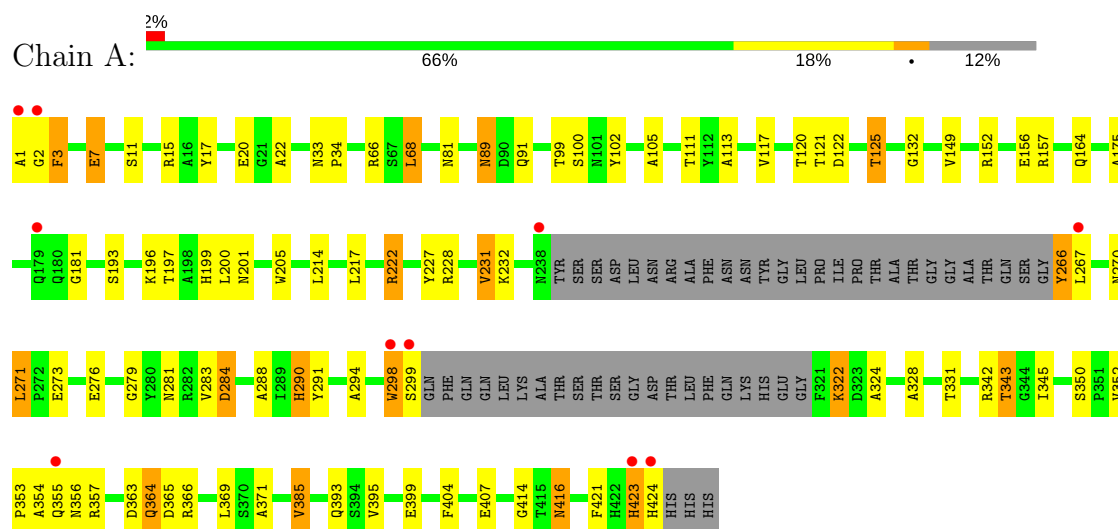 2%
Chain A:
66% 18% • 12%
A1 G2 F3 E7 S11 R15 A16 Y17 E20 G21 A22 N33 P34 R66 S67 L68 N81 N89 D90 Q91 T99 S100 N101 Y102 A105 T111 Y112 A113 V117 T120 T121 D122 T125 G132 V149 R152 E156 R157 Q164 A175
Q179 Q180 G181 S193 K196 T197 A198 H199 L200 N201 W205 L214 L217 R222 Y227 R228 V231 K232 N238 TYR SER SER ASP LEU ASN ARG ALA PHE ASN ASN TYR GLY LEU PRO ILE PRO THR ALA THR GLY GLY ALA THR GLN SER GLY Y266 L267 N270
L271 P272 E273 E276 G279 Y280 N281 R282 V283 D284 A288 I289 H290 Y291 A294 W298 S299 GLN PHE GLN GLN LEU LYS ALA THR SER THR SER GLY ASP THR LEU PHE GLN LYS HIS GLU GLY F321 K322 D323 A324 A328 T331 R342 T343 G344 I345 S350 P351 V352
P353 A354 Q355 N356 R357 D363 Q364 D365 R366 L369 S370 A371 V385 Q393 S394 V395 E399 F404 E407 G414 T415 N416 F421 H422 H423 H424 HIS HIS HIS